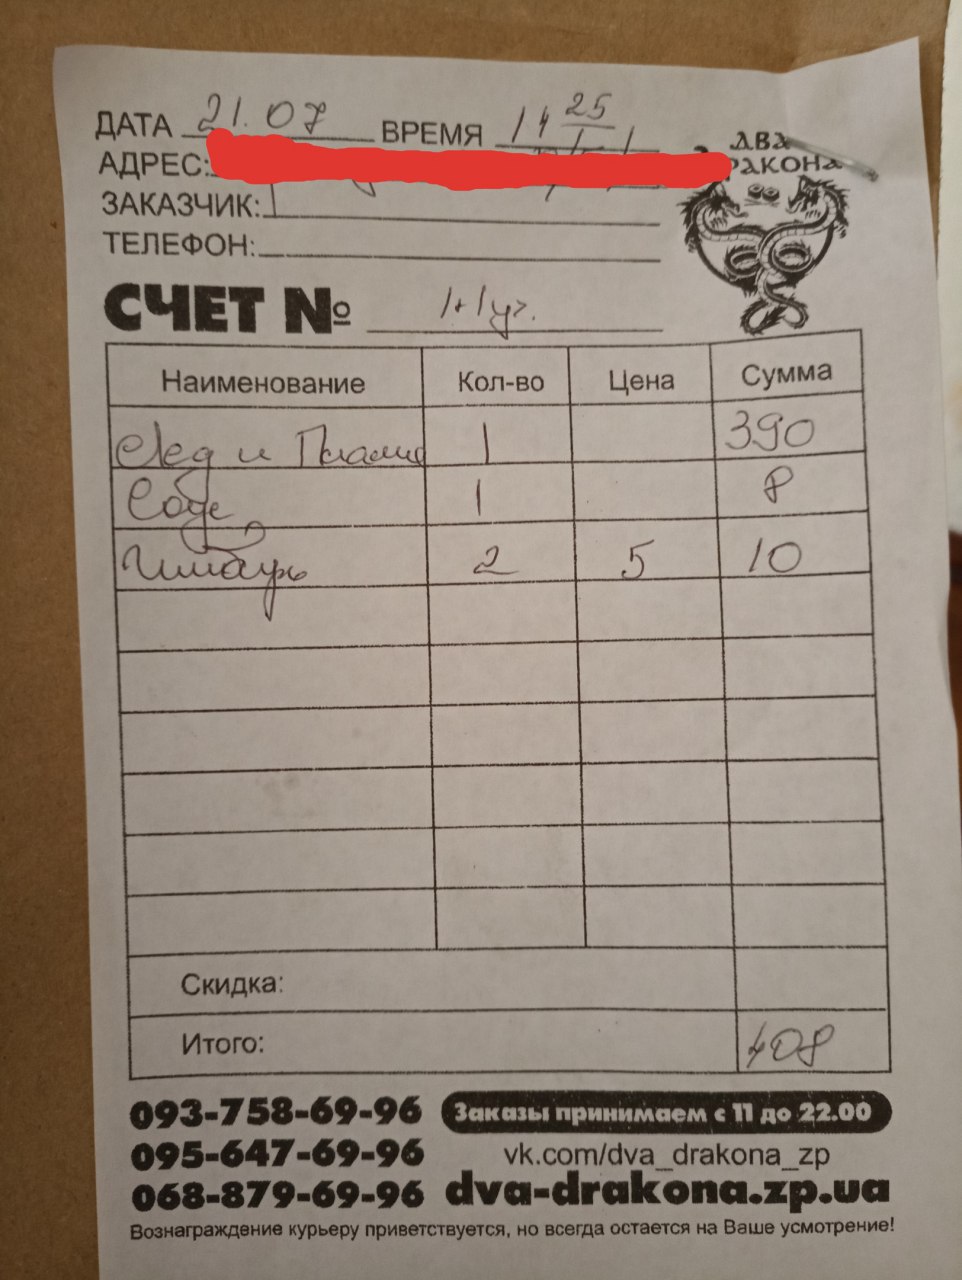 ДАТА 21.07 ВРЕМЯ 14 25
АДРЕС:
ДВА
ДРАКОНА
ЗАКАЗЧИК:
ТЕЛЕФОН:
СЧЕТ № 1+1уч.
Наименование Кол-во Цена Сумма
Лед и Пламя 1 390
Соус 1 8
Имбирь 2 5 10
Скидка:
Итого: 408
093-758-69-96 Заказы принимаем с 11 до 22.00
095-647-69-96 vk.com/dva_drakona_zp
068-879-69-96 dva-drakona.zp.ua
Вознаграждение курьеру приветствуется, но всегда остается на Ваше усмотрение!